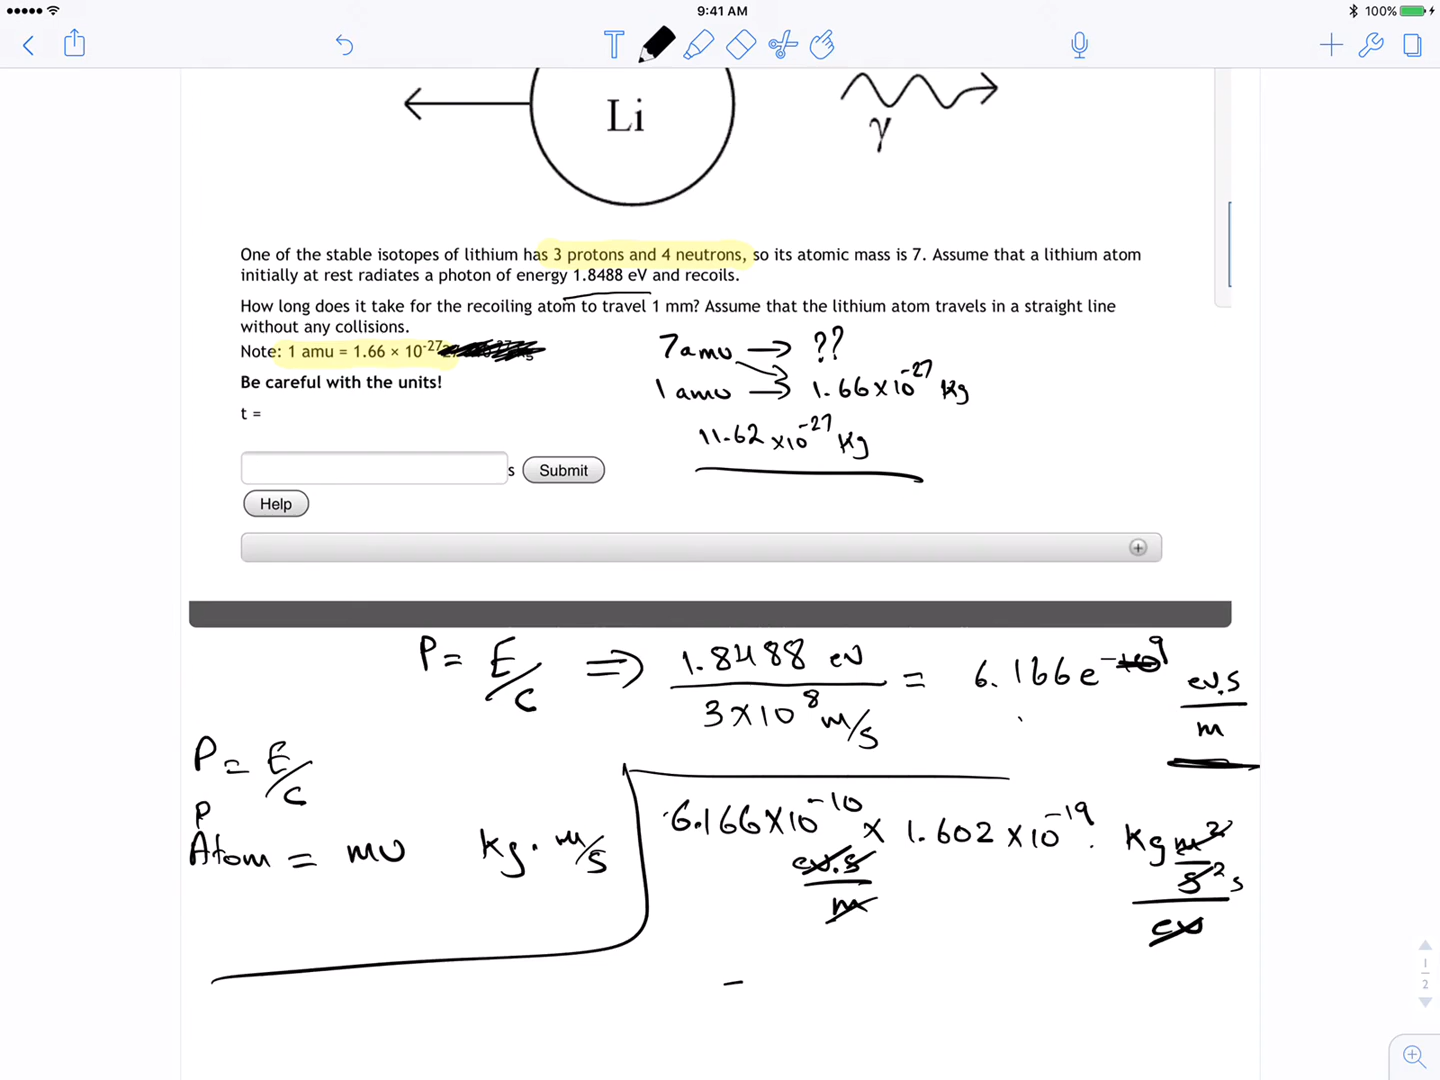 9:41 AM
100%
T
Li
γ
One of the stable isotopes of lithium has 3 protons and 4 neutrons, so its atomic mass is 7. Assume that a lithium atom
initially at rest radiates a photon of energy 1.8488 eV and recoils.
How long does it take for the recoiling atom to travel 1 mm? Assume that the lithium atom travels in a straight line
without any collisions.
Note: 1 amu = 1.66 × 10⁻²⁷
Be careful with the units!
t =
s Submit
Help
7amu → ??
1 amu → 1.66×10⁻²⁷ Kg
11.62 ×10⁻²⁷ Kg
P = E/c ⇒ 1.8488 ev / 3×10⁸ m/s = 6.166e⁻⁹ ev.s/m
P = E/c
P
Atom = mv kg. m/s
6.166×10⁻¹⁰ ev.s/m × 1.602×10⁻¹⁹. Kg m²/s² s / ev
=
1
2